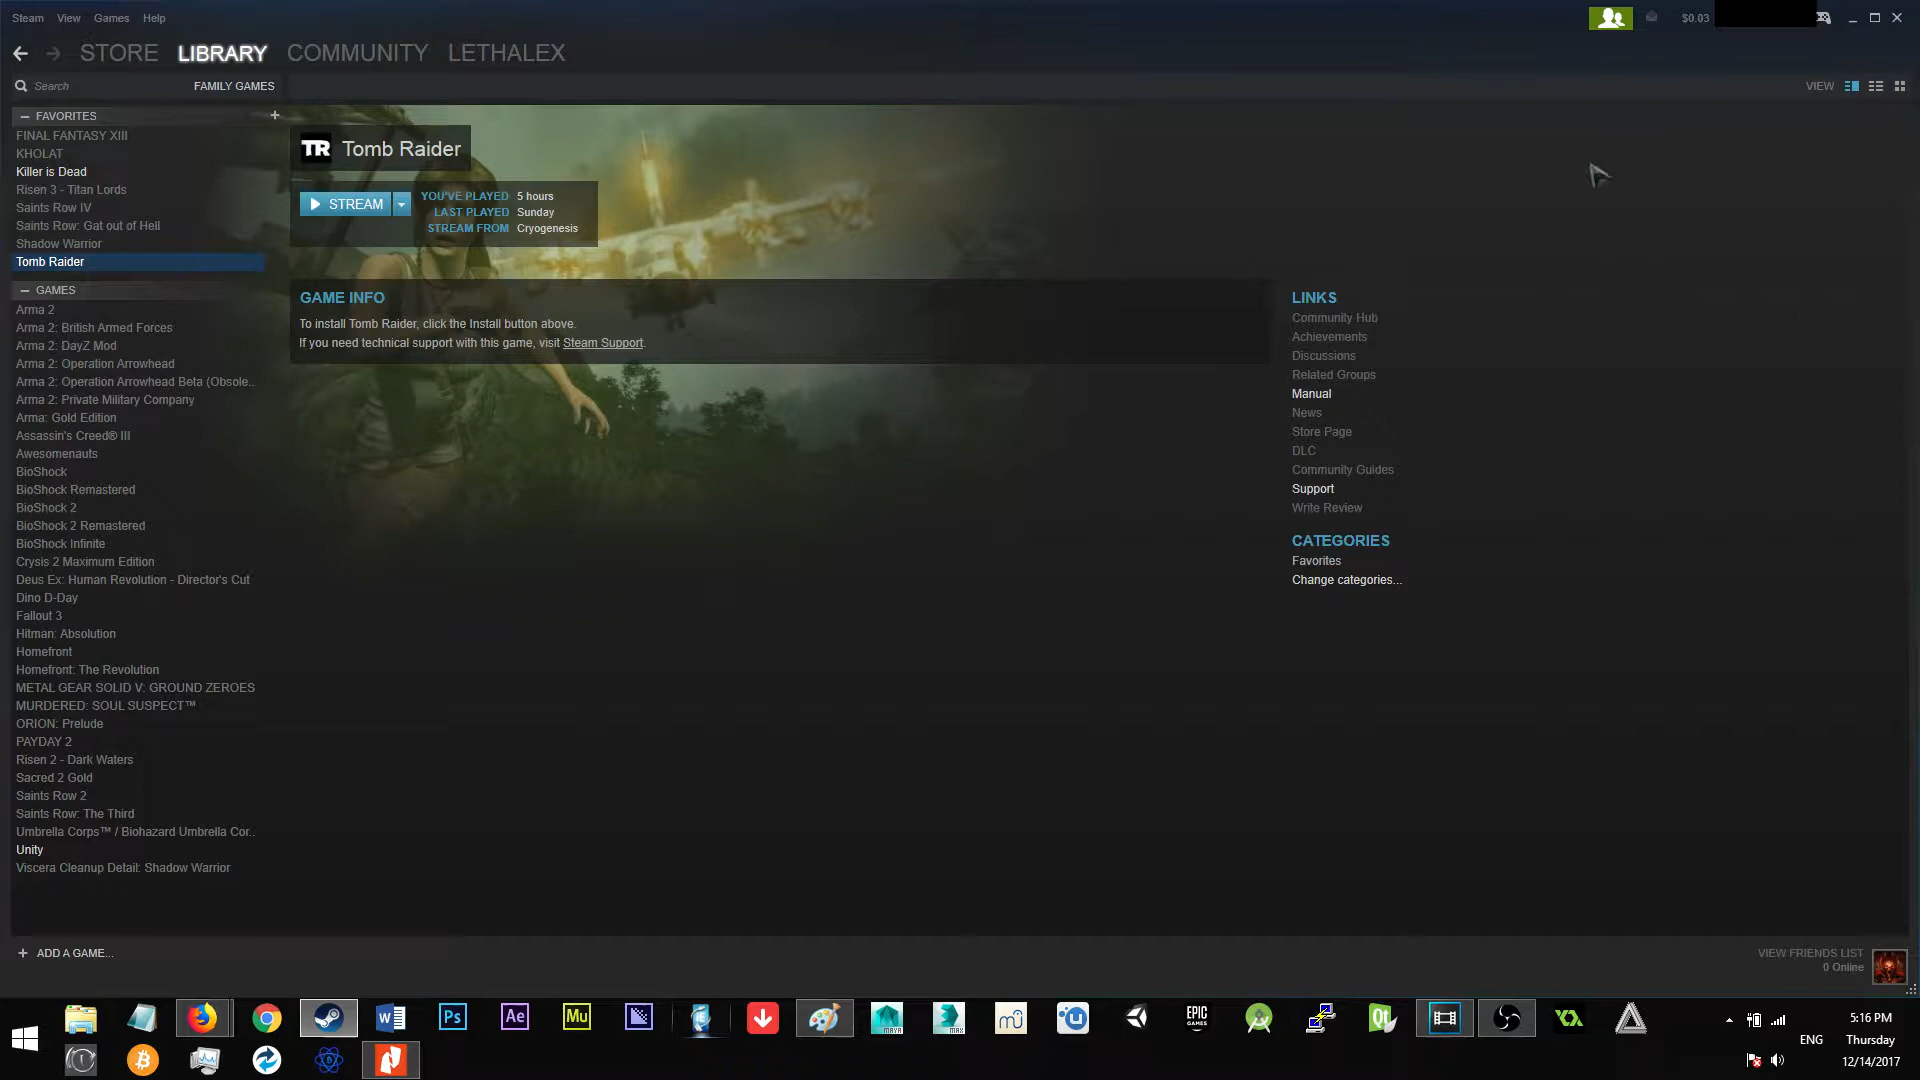 Steam View Games Help
$0.03
STORE LIBRARY COMMUNITY LETHALEX
Search
FAMILY GAMES
VIEW
— FAVORITES +
FINAL FANTASY XIII
KHOLAT
Killer is Dead
Risen 3 - Titan Lords
Saints Row IV
Saints Row: Gat out of Hell
Shadow Warrior
Tomb Raider
— GAMES
Arma 2
Arma 2: British Armed Forces
Arma 2: DayZ Mod
Arma 2: Operation Arrowhead
Arma 2: Operation Arrowhead Beta (Obsole..
Arma 2: Private Military Company
Arma: Gold Edition
Assassin's Creed® III
Awesomenauts
BioShock
BioShock Remastered
BioShock 2
BioShock 2 Remastered
BioShock Infinite
Crysis 2 Maximum Edition
Deus Ex: Human Revolution - Director's Cut
Dino D-Day
Fallout 3
Hitman: Absolution
Homefront
Homefront: The Revolution
METAL GEAR SOLID V: GROUND ZEROES
MURDERED: SOUL SUSPECT™
ORION: Prelude
PAYDAY 2
Risen 2 - Dark Waters
Sacred 2 Gold
Saints Row 2
Saints Row: The Third
Umbrella Corps™ / Biohazard Umbrella Cor..
Unity
Viscera Cleanup Detail: Shadow Warrior
+ ADD A GAME...
TR Tomb Raider
STREAM
YOU'VE PLAYED 5 hours
LAST PLAYED Sunday
STREAM FROM Cryogenesis
GAME INFO
To install Tomb Raider, click the Install button above.
If you need technical support with this game, visit Steam Support.
LINKS
Community Hub
Achievements
Discussions
Related Groups
Manual
News
Store Page
DLC
Community Guides
Support
Write Review
CATEGORIES
Favorites
Change categories...
VIEW FRIENDS LIST
0 Online
Ps
Ae
Mu
MAYA
MAX
EPIC
GAMES
Qt
ENG
5:16 PM
Thursday
12/14/2017